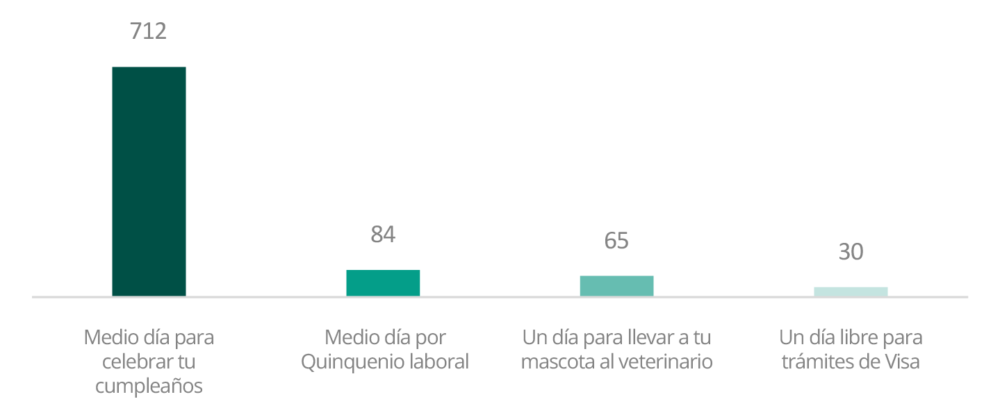 712
84
65
30
Medio día para
celebrar tu
cumpleaños
Medio día por
Quinquenio laboral
Un día para llevar a tu
mascota al veterinario
Un día libre para
trámites de Visa